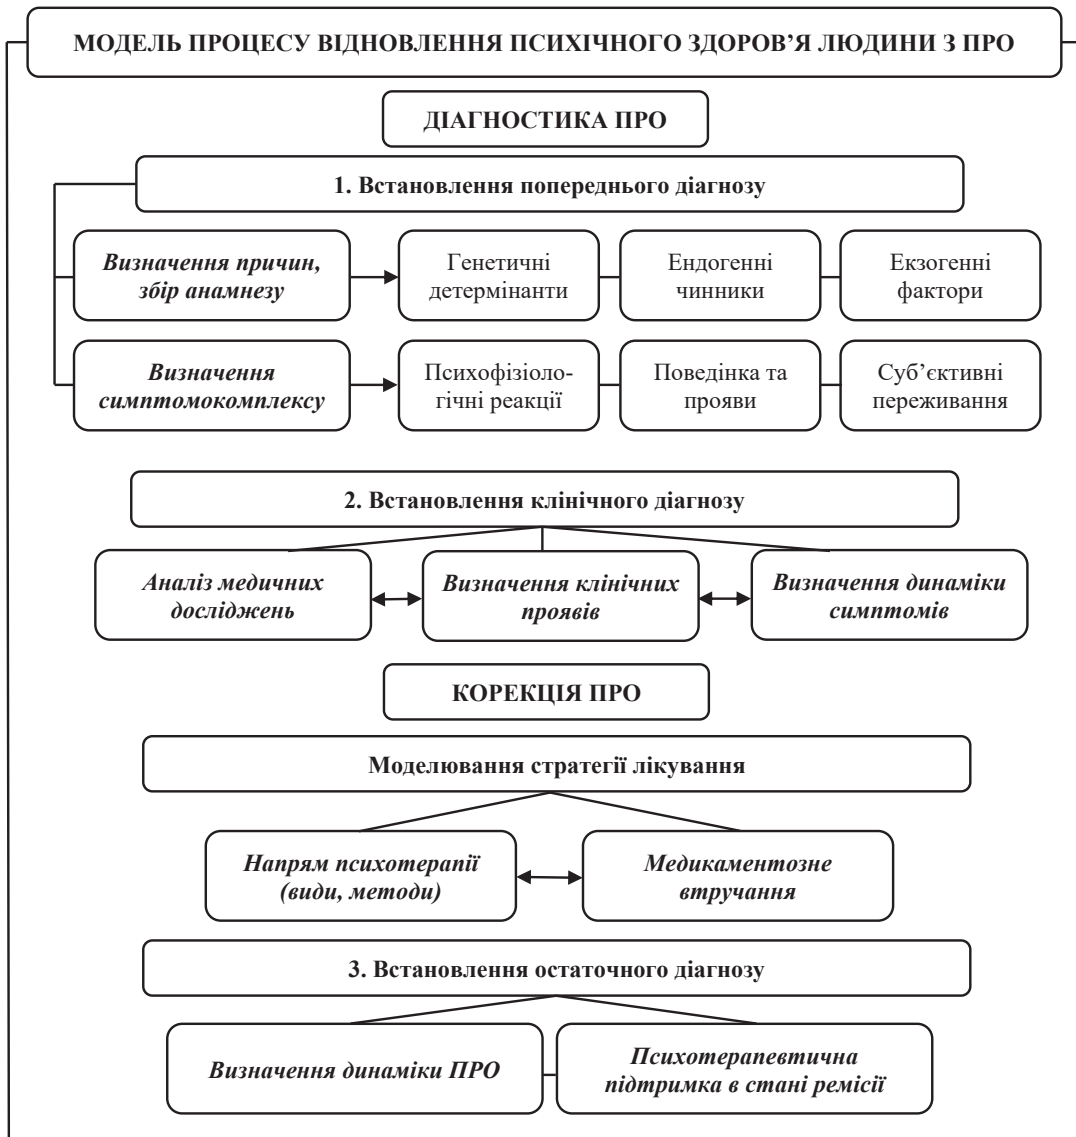 МОДЕЛЬ ПРОЦЕСУ ВІДНОВЛЕННЯ ПСИХІЧНОГО ЗДОРОВ’Я ЛЮДИНИ З ПРО
ДІАГНОСТИКА ПРО
1. Встановлення попереднього діагнозу
Визначення причин,
збір анамнезу
Генетичні
детермінанти
Ендогенні
чинники
Екзогенні
фактори
Визначення
симптомокомплексу
Психофізіоло-
гічні реакції
Поведінка та
прояви
Суб’єктивні
переживання
2. Встановлення клінічного діагнозу
Аналіз медичних
досліджень
Визначення клінічних
проявів
Визначення динаміки
симптомів
КОРЕКЦІЯ ПРО
Моделювання стратегії лікування
Напрям психотерапії
(види, методи)
Медикаментозне
втручання
3. Встановлення остаточного діагнозу
Визначення динаміки ПРО
Психотерапевтична
підтримка в стані ремісії